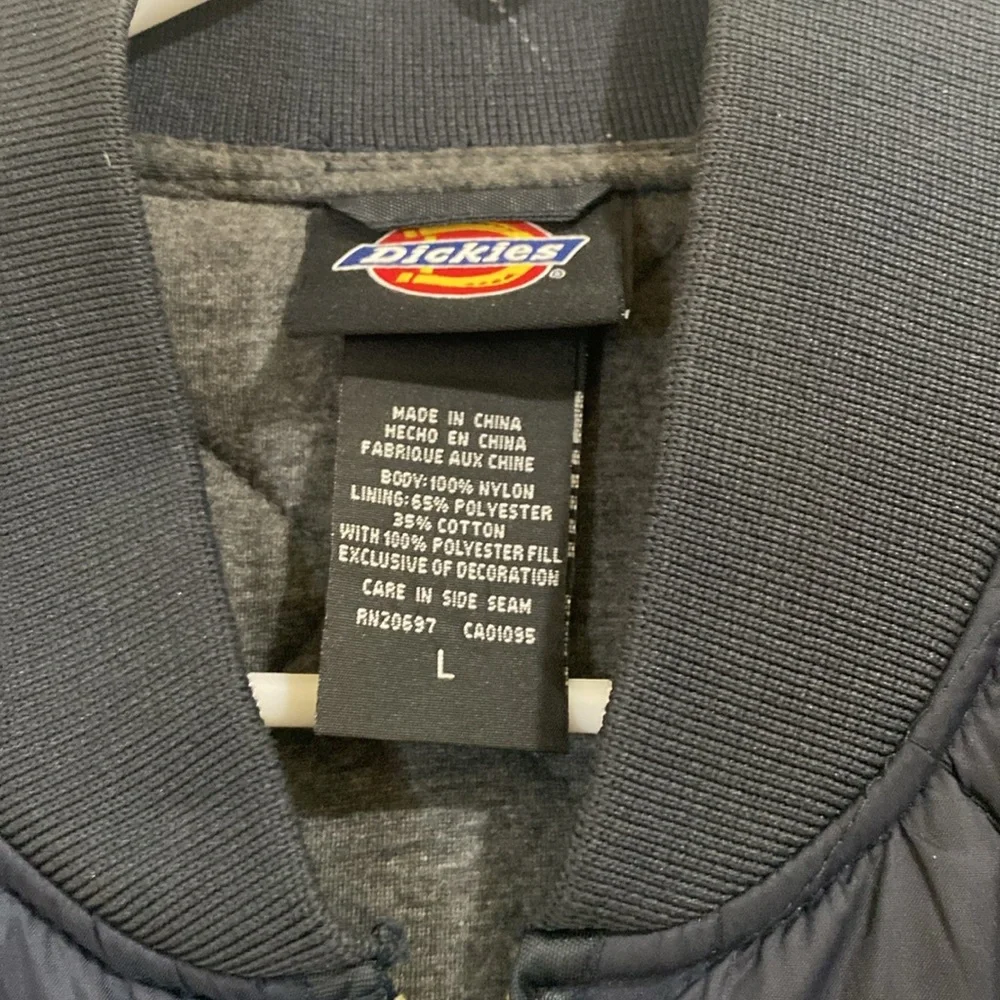 Dickies®
MADE IN CHINA
HECHO EN CHINA
FABRIQUE AUX CHINE
BODY: 100% NYLON
LINING: 65% POLYESTER
35% COTTON
WITH 100% POLYESTER FILL
EXCLUSIVE OF DECORATION
CARE IN SIDE SEAM
RN20697 CA01095
L